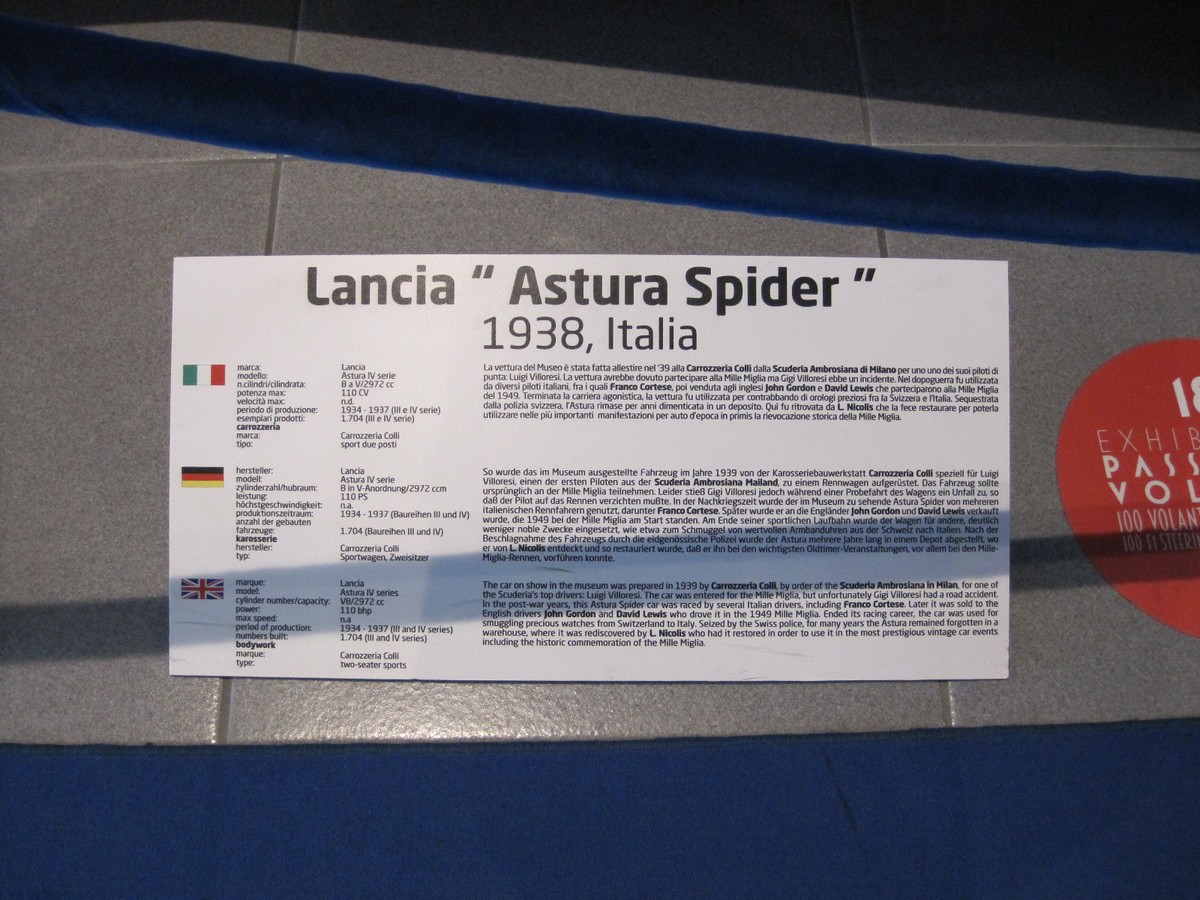 Lancia “ Astura Spider ”
1938, Italia
marca: Lancia
modello: Astura IV serie
n.cilindri/cilindrata: 8 a V/2972 cc
potenza max: 110 CV
velocità max: n.d.
periodo di produzione: 1934 - 1937 (III e IV serie)
esemplari prodotti: 1.704 (III e IV serie)
carrozzeria
marca: Carrozzeria Colli
tipo: sport due posti
La vettura del Museo è stata fatta allestire nel '39 alla Carrozzeria Colli dalla Scuderia Ambrosiana di Milano per uno uno dei suoi piloti di
punta: Luigi Villoresi. La vettura avrebbe dovuto partecipare alla Mille Miglia ma Gigi Villoresi ebbe un incidente. Nel dopoguerra fu utilizzata
da diversi piloti italiani, fra i quali Franco Cortese, poi venduta agli inglesi John Gordon e David Lewis che parteciparono alla Mille Miglia
del 1949. Terminata la carriera agonistica, la vettura fu utilizzata per contrabbando di orologi preziosi fra la Svizzera e l'Italia. Sequestrata
dalla polizia svizzera, l'Astura rimase per anni dimenticata in un deposito. Qui fu ritrovata da L. Nicolis che la fece restaurare per poterla
utilizzare nelle più importanti manifestazioni per auto d'epoca in primis la rievocazione storica della Mille Miglia.
hersteller: Lancia
modell: Astura IV serie
zylinderzahl/hubraum: 8 in V-Anordnung/2972 ccm
leistung: 110 PS
höchstgeschwindigkeit: n.a.
produktionszeitraum: 1934 - 1937 (Baureihen III und IV)
anzahl der gebauten
fahrzeuge: 1.704 (Baureihen III und IV)
karosserie
hersteller: Carrozzeria Colli
typ: Sportwagen, Zweisitzer
So wurde das im Museum ausgestellte Fahrzeug im Jahre 1939 von der Karosseriebauwerkstatt Carrozzeria Colli speziell für Luigi
Villoresi, einen der ersten Piloten aus der Scuderia Ambrosiana Mailand, zu einem Rennwagen aufgerüstet. Das Fahrzeug sollte
ursprünglich an der Mille Miglia teilnehmen. Leider stieß Gigi Villoresi jedoch während einer Probefahrt des Wagens ein Unfall zu, so
daß der Pilot auf das Rennen verzichten mußte. In der Nachkriegszeit wurde der im Museum zu sehende Astura Spider von mehreren
italienischen Rennfahrern genutzt, darunter Franco Cortese. Später wurde er an die Engländer John Gordon und David Lewis verkauft
wurde, die 1949 bei der Mille Miglia am Start standen. Am Ende seiner sportlichen Laufbahn wurde der Wagen für andere, deutlich
weniger noble Zwecke eingesetzt, wie etwa zum Schmuggel von wertvollen Armbanduhren aus der Schweiz nach Italien. Nach der
Beschlagnahme des Fahrzeugs durch die eidgenössische Polizei wurde der Astura mehrere Jahre lang in einem Depot abgestellt, wo
er von L. Nicolis entdeckt und so restauriert wurde, daß er ihn bei den wichtigsten Oldtimer-Veranstaltungen, vor allem bei den Mille-
Miglia-Rennen, vorführen konnte.
marque: Lancia
model: Astura IV series
cylinder number/capacity: V8/2972 cc
power: 110 bhp
max speed: n.a
period of production: 1934 - 1937 (III and IV series)
numbers built: 1.704 (III and IV series)
bodywork
marque: Carrozzeria Colli
type: two-seater sports
The car on show in the museum was prepared in 1939 by Carrozzeria Colli, by order of the Scuderia Ambrosiana in Milan, for one of
the Scuderia's top drivers: Luigi Villoresi. The car was entered for the Mille Miglia, but unfortunately Gigi Villoresi had a road accident.
In the post-war years, this Astura Spider car was raced by several Italian drivers, including Franco Cortese. Later it was sold to the
English drivers John Gordon and David Lewis who drove it in the 1949 Mille Miglia. Ended its racing career, the car was used for
smuggling precious watches from Switzerland to Italy. Seized by the Swiss police, for many years the Astura remained forgotten in a
warehouse, where it was rediscovered by L. Nicolis who had it restored in order to use it in the most prestigious vintage car events
including the historic commemoration of the Mille Miglia.
EXHIB
PASS
VOL
100 VOLANT
100 F1 STEERIN